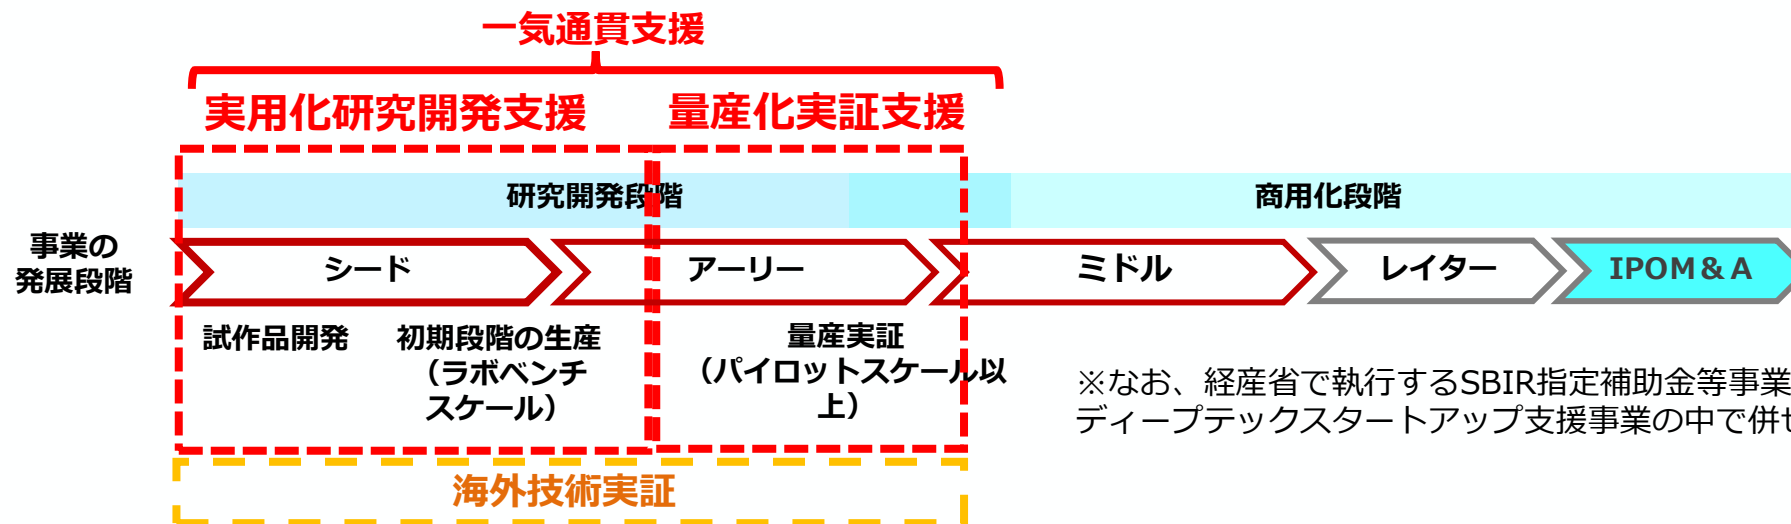 一気通貫支援
実用化研究開発支援
量産化実証支援
研究開発段階
商用化段階
事業の
発展段階
シード
アーリー
ミドル
レイター
IPOM＆A
試作品開発
初期段階の生産
（ラボベンチ
スケール）
量産実証
（パイロットスケール以
上）
※なお、経産省で執行するSBIR指定補助金等事業
ディープテックスタートアップ支援事業の中で併
海外技術実証